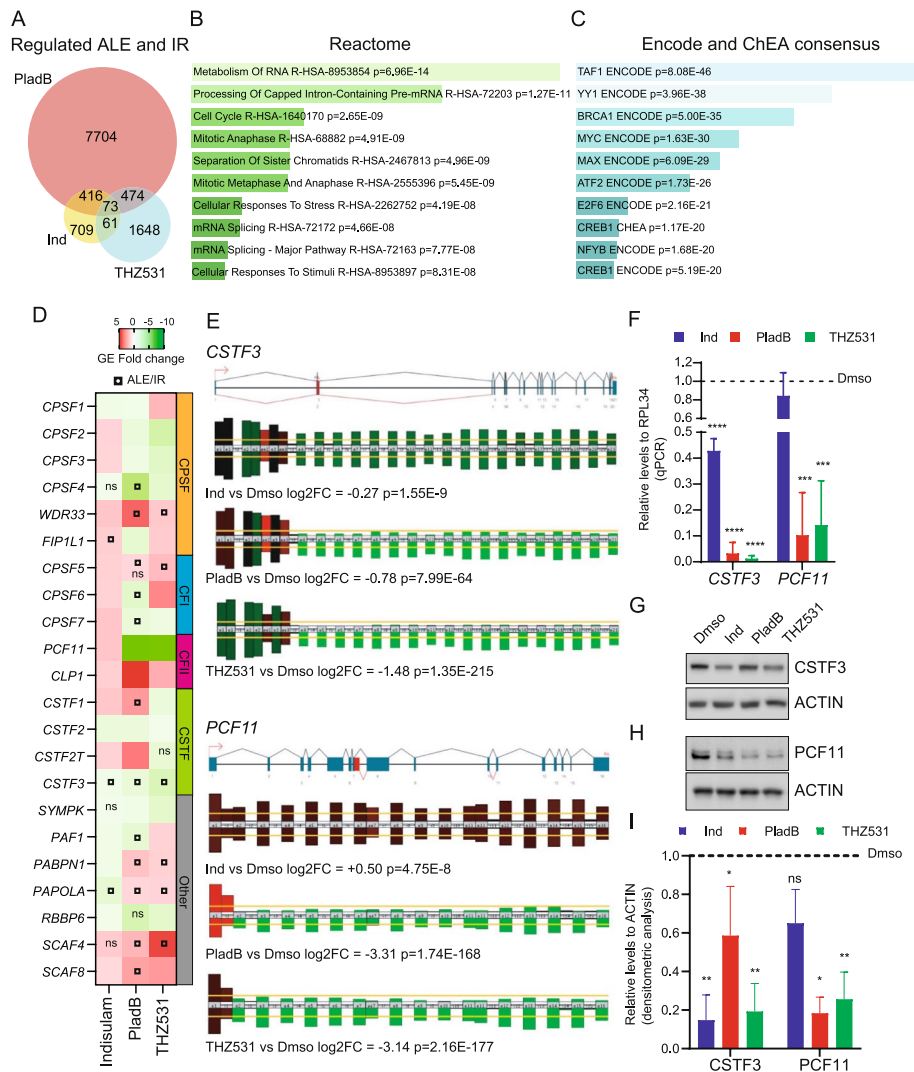 A
Regulated ALE and IR
PladB
7704
416
474
73
61
709
1648
Ind
THZ531
B
Reactome
Metabolism Of RNA R-HSA-8953854 p=6.96E-14
Processing Of Capped Intron-Containing Pre-mRNA R-HSA-72203 p=1.27E-11
Cell Cycle R-HSA-1640170 p=2.65E-09
Mitotic Anaphase R-HSA-68882 p=4.91E-09
Separation Of Sister Chromatids R-HSA-2467813 p=4.96E-09
Mitotic Metaphase And Anaphase R-HSA-2555396 p=5.45E-09
Cellular Responses To Stress R-HSA-2262752 p=4.19E-08
mRNA Splicing R-HSA-72172 p=4.66E-08
mRNA Splicing - Major Pathway R-HSA-72163 p=7.77E-08
Cellular Responses To Stimuli R-HSA-8953897 p=8.31E-08
C
Encode and ChEA consensus
TAF1 ENCODE p=8.08E-46
YY1 ENCODE p=3.96E-38
BRCA1 ENCODE p=5.00E-35
MYC ENCODE p=1.63E-30
MAX ENCODE p=6.09E-29
ATF2 ENCODE p=1.73E-26
E2F6 ENCODE p=2.16E-21
CREB1 CHEA p=1.17E-20
NFYB ENCODE p=1.68E-20
CREB1 ENCODE p=5.19E-20
D
5 0 -5 -10
GE Fold change
ALE/IR
CPSF1
CPSF2
CPSF3
CPSF4 ns
WDR33
FIP1L1
CPSF5 ns
CPSF6
CPSF7
PCF11
CLP1
CSTF1
CSTF2
CSTF2T ns
CSTF3
SYMPK ns
PAF1
PABPN1
PAPOLA
RBBP6 ns
SCAF4 ns
SCAF8
CPSF
CFI
CFII
CSTF
Other
Indisulam
PladB
THZ531
E
CSTF3
Ind vs Dmso log2FC = -0.27 p=1.55E-9
PladB vs Dmso log2FC = -0.78 p=7.99E-64
THZ531 vs Dmso log2FC = -1.48 p=1.35E-215
PCF11
Ind vs Dmso log2FC = +0.50 p=4.75E-8
PladB vs Dmso log2FC = -3.31 p=1.74E-168
THZ531 vs Dmso log2FC = -3.14 p=2.16E-177
F
Ind PladB THZ531
Relative levels to RPL34
(qPCR)
1.2
1.0
0.8
0.6
0.5
0.4
0.3
0.2
0.1
0.0
Dmso
****
****
****
***
***
CSTF3 PCF11
G
Dmso Ind PladB THZ531
CSTF3
ACTIN
H
PCF11
ACTIN
I
Ind PladB THZ531
Relative levels to ACTIN
(densitometric analysis)
1.0
0.8
0.6
0.4
0.2
0.0
Dmso
**
*
**
ns
*
**
CSTF3 PCF11